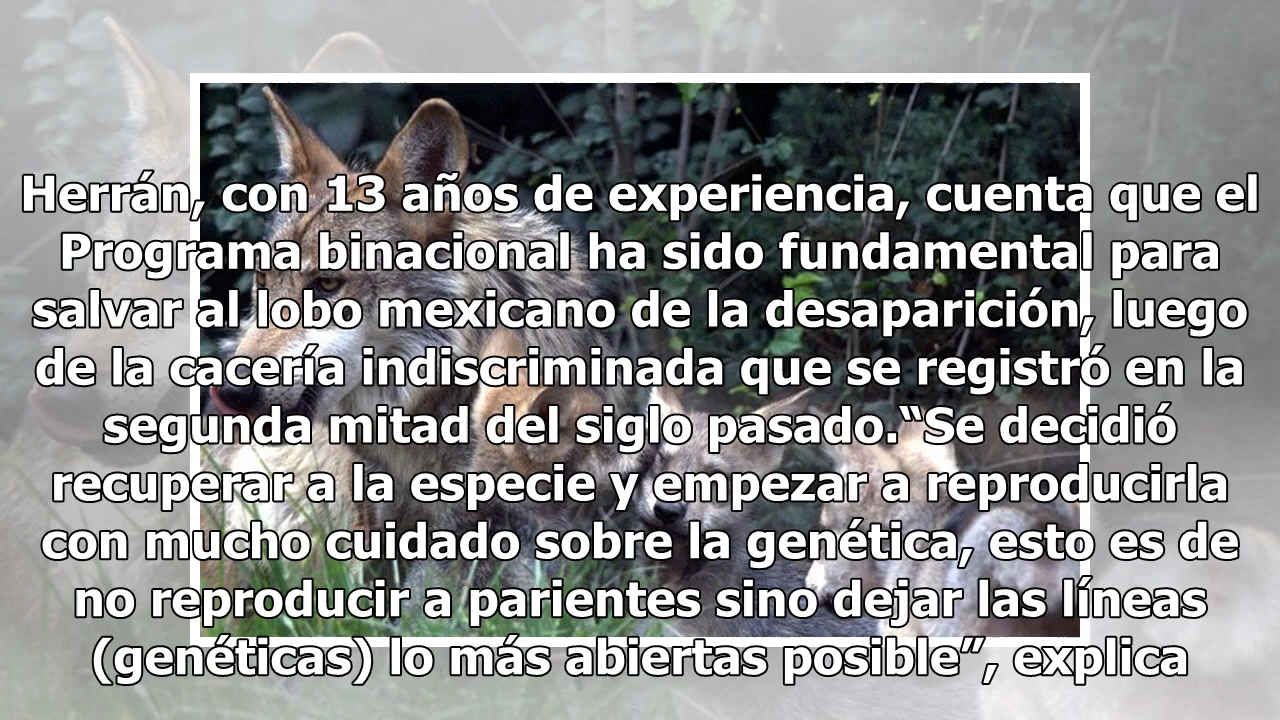 Herrán, con 13 años de experiencia, cuenta que el
Programa binacional ha sido fundamental para
salvar al lobo mexicano de la desaparición, luego
de la cacería indiscriminada que se registró en la
segunda mitad del siglo pasado.“Se decidió
recuperar a la especie y empezar a reproducirla
con mucho cuidado sobre la genética, esto es de
no reproducir a parientes sino dejar las líneas
(genéticas) lo más abiertas posible”, explica